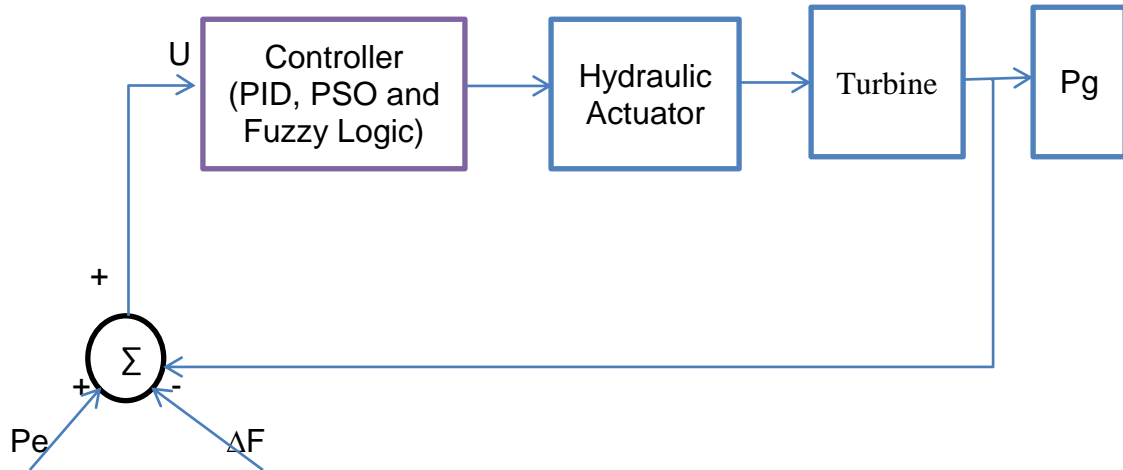 U
Controller
(PID, PSO and
Fuzzy Logic)
Hydraulic
Actuator
Turbine
Pg
+
Σ
+
-
Pe
ΔF